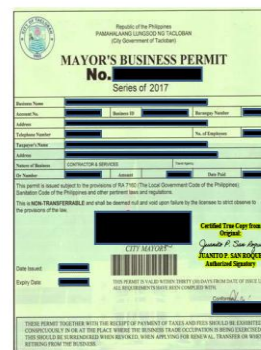 Republic of the Philippines
PAMAHALAANG LUNGSOD NG TACLOBAN
(City Government of Tacloban)
MAYOR'S BUSINESS PERMIT
No.
Series of 2017
Business Name
Account No. Business ID Barangay Number
Address
Telephone Number No. of Employees
Taxpayer's Name
Address
Nature of Business CONTRACTOR & SERVICES
Or Number Amount Date Paid
This permit is issued subject to the provisions of RA 7160 (The Local Government Code of the Philippines)
Sanitation Code of the Philippines and other pertinent laws and regulations.
This is NON-TRANSFERRABLE and shall be deemed null and void upon failure by the licensee to strict observe to
the provisions of the law.
Certified True Copy from
Original:
JUANITO P. SAN ROQUE
Authorized Signatory
CITY MAYOR
Date Issued:
Expiry Date
THIS PERMIT IS VALID WITHIN THIRTY (30) DAYS FROM DATE OF ISSUE
ALL REQUIREMENTS HAVE BEEN COMPLIED WITH
THIS PERMIT TOGETHER WITH THE RECEIPT OF PAYMENT OF TAXES AND FEES SHOULD BE EXHIBITED
CONSPICUOUSLY IN OR AT THE PLACE WHERE THE BUSINESS OR TRADE OCCUPATION IS BEING EXERCISED
THIS SHOULD BE SURRENDERED WHEN REVOKED, WHEN APPLYING FOR RENEWAL, TRANSFER OR WHEN
RETIRING FROM THE BUSINESS